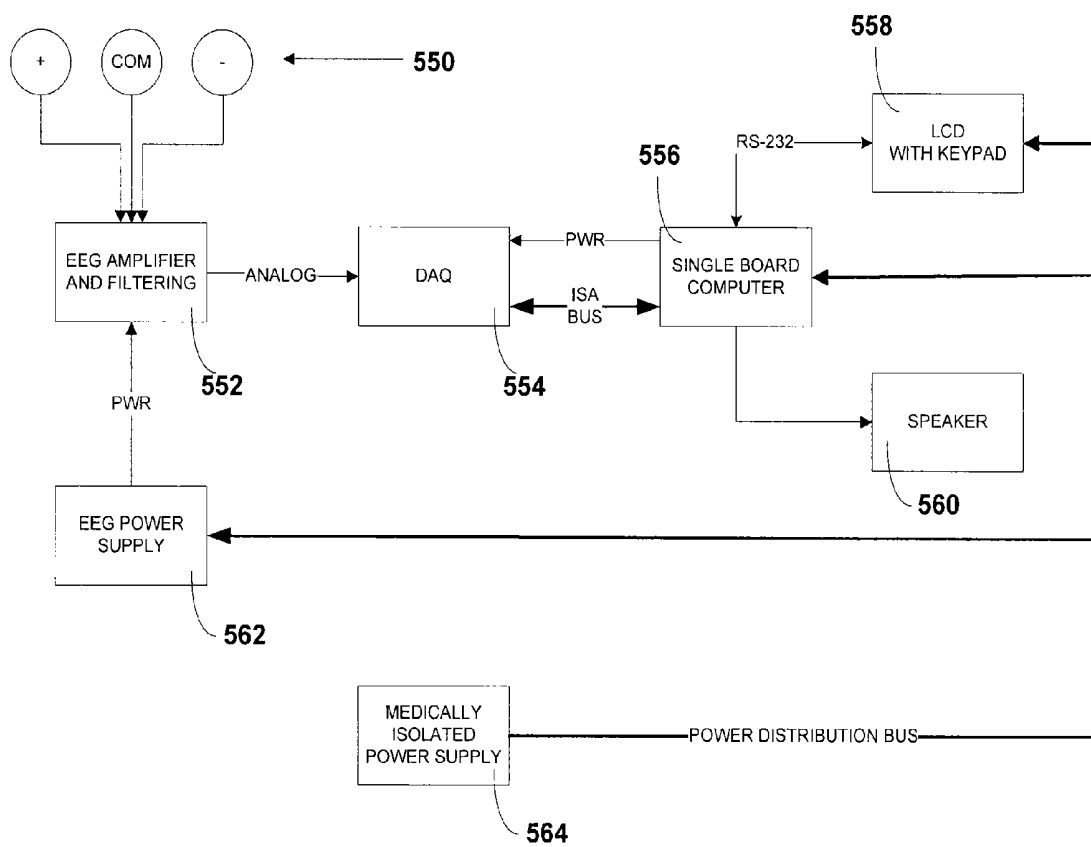 +
COM
-
550
558
LCD
WITH KEYPAD
RS-232
556
EEG AMPLIFIER
AND FILTERING
ANALOG
DAQ
PWR
SINGLE BOARD
COMPUTER
ISA
BUS
552
554
PWR
SPEAKER
560
EEG POWER
SUPPLY
562
MEDICALLY
ISOLATED
POWER SUPPLY
POWER DISTRIBUTION BUS
564